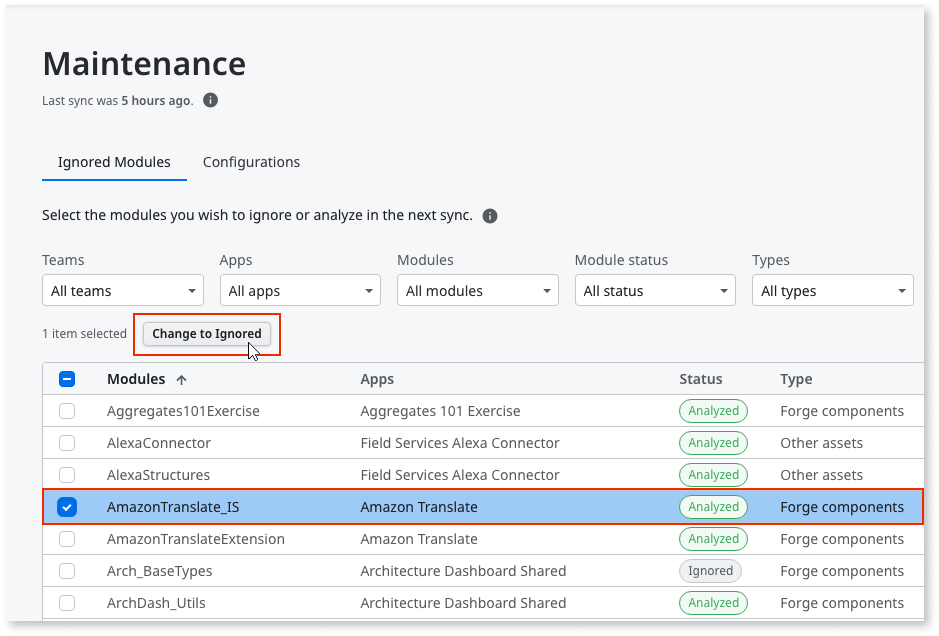 Maintenance
Last sync was 5 hours ago.
Ignored Modules Configurations
Select the modules you wish to ignore or analyze in the next sync.
Teams Apps Modules Module status Types
All teams All apps All modules All status All types
1 item selected Change to Ignored
Modules Apps Status Type
Aggregates101Exercise Aggregates 101 Exercise Analyzed Forge components
AlexaConnector Field Services Alexa Connector Analyzed Other assets
AlexaStructures Field Services Alexa Connector Analyzed Other assets
AmazonTranslate_IS Amazon Translate Analyzed Forge components
AmazonTranslateExtension Amazon Translate Analyzed Forge components
Arch_BaseTypes Architecture Dashboard Shared Ignored Forge components
ArchDash_Utils Architecture Dashboard Shared Analyzed Forge components